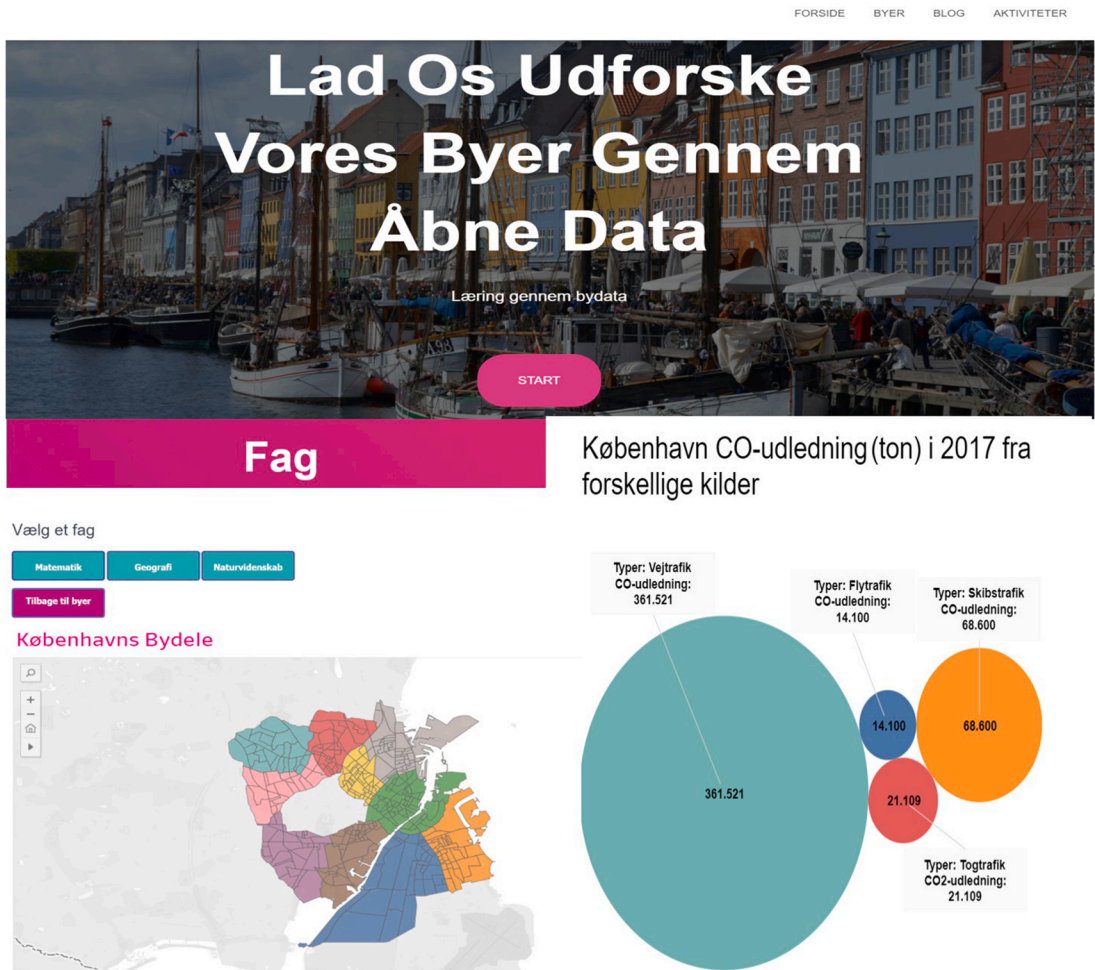 FORSIDE BYER BLOG AKTIVITETER
Lad Os Udforske
Vores Byer Gennem
Åbne Data
Læring gennem bydata
START
Fag
Vælg et fag
Matematik Geografi Naturvidenskab
Tilbage til byer
Københavns Bydele
København CO-udledning (ton) i 2017 fra
forskellige kilder
Typer: Vejtrafik
CO-udledning:
361.521
Typer: Flytrafik
CO-udledning:
14.100
Typer: Skibstrafik
CO-udledning:
68.600
14.100
68.600
361.521
21.109
Typer: Togtrafik
CO2-udledning:
21.109